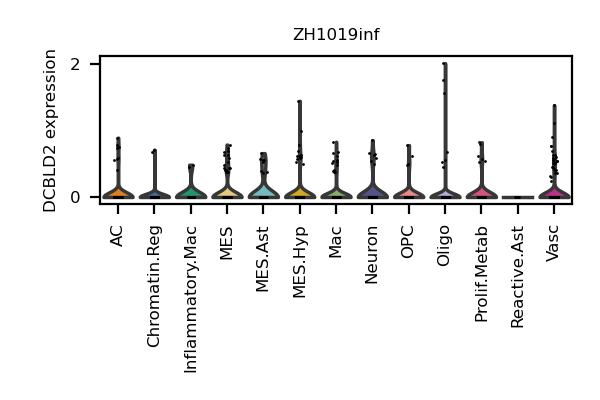 ZH1019inf
DCBLD2 expression
2
0
AC
Chromatin.Reg
Inflammatory.Mac
MES
MES.Ast
MES.Hyp
Mac
Neuron
OPC
Oligo
Prolif.Metab
Reactive.Ast
Vasc